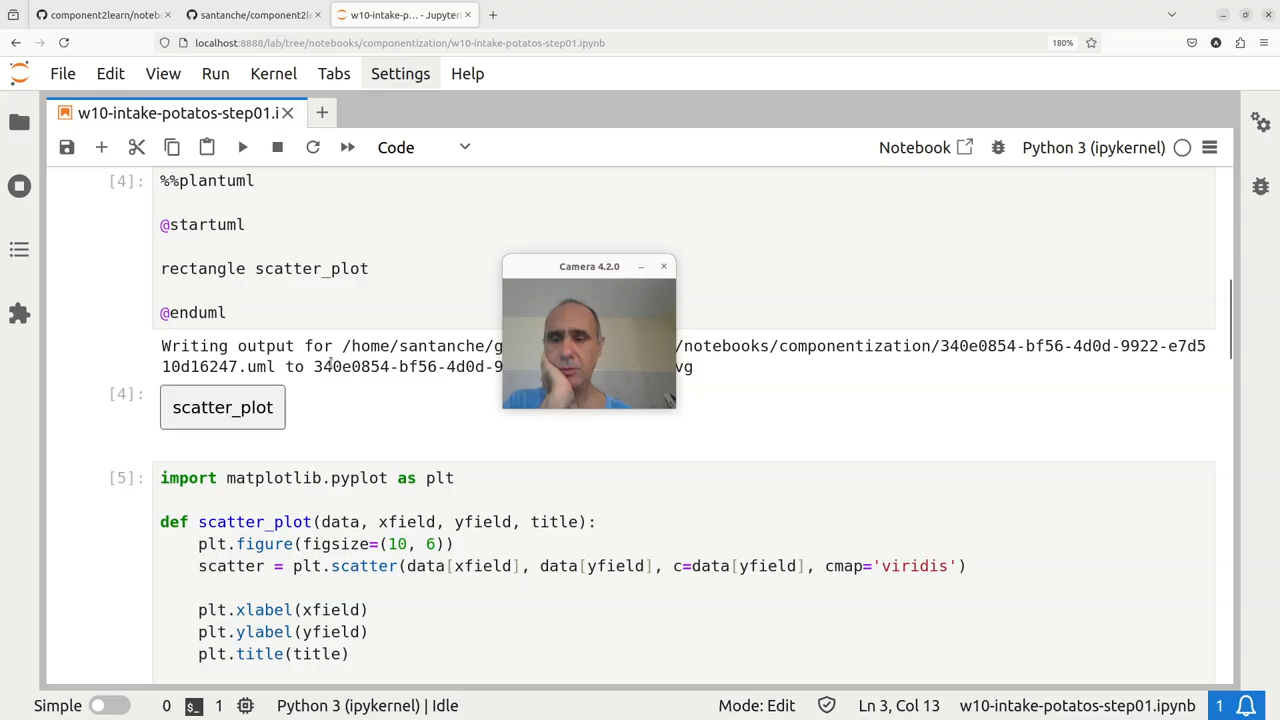 component2learn/noteb
santanche/component2l
w10-intake-p... - Jupyter
localhost:8888/lab/tree/notebooks/componentization/w10-intake-potatos-step01.ipynb
180%
File Edit View Run Kernel Tabs Settings Help
w10-intake-potatos-step01.i
Code
Notebook
Python 3 (ipykernel)
[4]:
%%plantuml
@startuml
rectangle scatter_plot
@enduml
Camera 4.2.0
Writing output for /home/santanche/g /notebooks/componentization/340e0854-bf56-4d0d-9922-e7d5
10d16247.uml to 340e0854-bf56-4d0d-9 vg
[4]:
scatter_plot
[5]:
import matplotlib.pyplot as plt
def scatter_plot(data, xfield, yfield, title):
plt.figure(figsize=(10, 6))
scatter = plt.scatter(data[xfield], data[yfield], c=data[yfield], cmap='viridis')
plt.xlabel(xfield)
plt.ylabel(yfield)
plt.title(title)
Simple 0 1 Python 3 (ipykernel) | Idle Mode: Edit Ln 3, Col 13 w10-intake-potatos-step01.ipynb 1